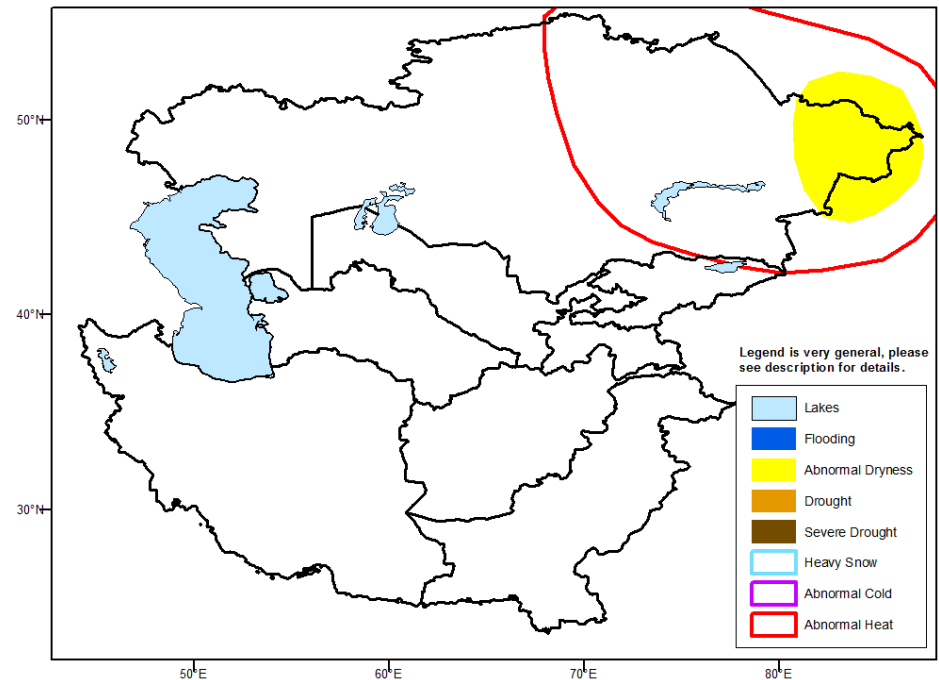 50°N
40°N
30°N
50°E
60°E
70°E
80°E
Legend is very general, please
see description for details.
Lakes
Flooding
Abnormal Dryness
Drought
Severe Drought
Heavy Snow
Abnormal Cold
Abnormal Heat